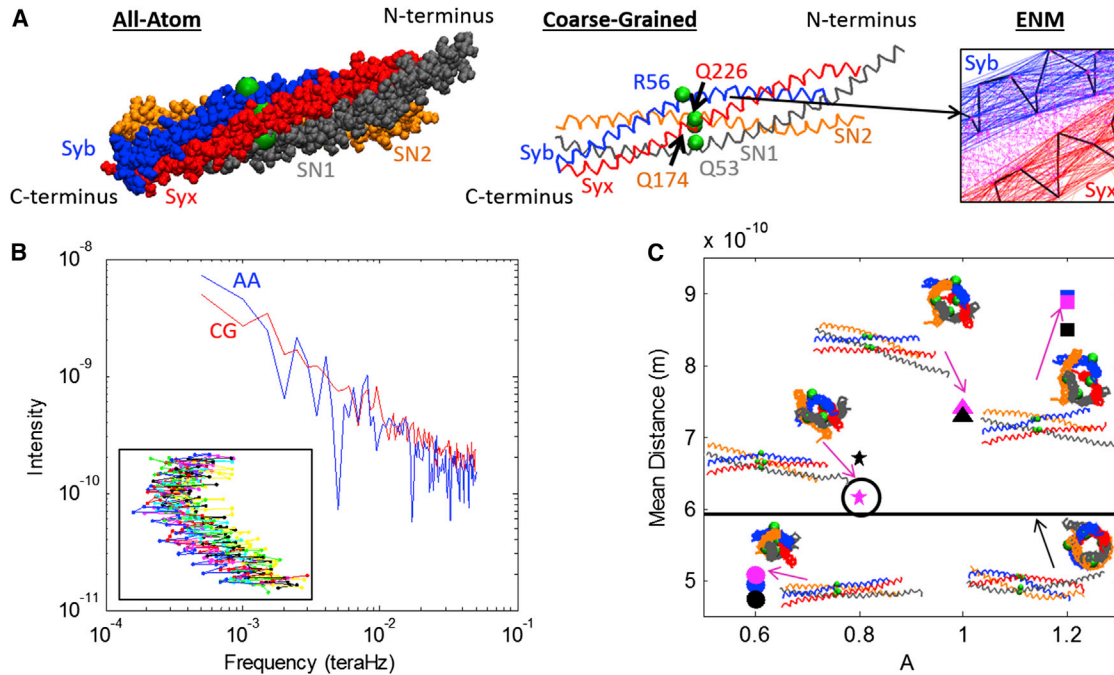 A
All-Atom
N-terminus
Syb
SN2
SN1
C-terminus
Syx
Coarse-Grained
N-terminus
R56
Q226
SN2
Syb
SN1
Syx
Q53
Q174
C-terminus
ENM
Syb
Syx
B
10^-8
10^-9
10^-10
10^-11
Intensity
AA
CG
10^-4
10^-3
10^-2
10^-1
Frequency (teraHz)
C
x 10^-10
9
8
7
6
5
Mean Distance (m)
0.6
0.8
1
1.2
A